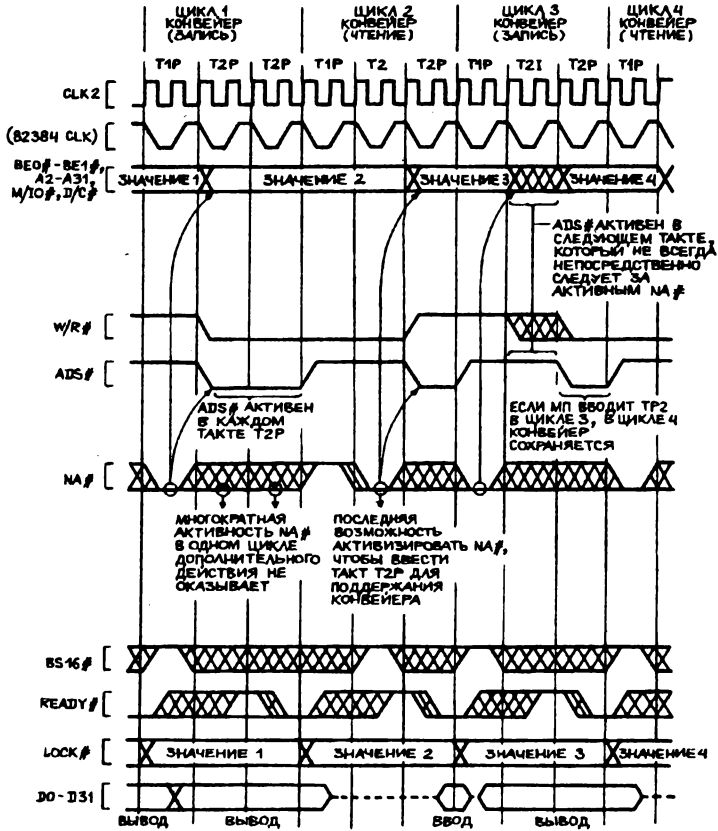 ЦИКЛ 1
КОНВЕЙЕР
(ЗАПИСЬ)
ЦИКЛ 2
КОНВЕЙЕР
(ЧТЕНИЕ)
ЦИКЛ 3
КОНВЕЙЕР
(ЗАПИСЬ)
ЦИКЛ 4
КОНВЕЙЕР
(ЧТЕНИЕ)
T1P T2P T2P T1P T2 T2P T1P T2I T2P T1P
CLK2
(82384 CLK)
BE0#-BE1#,
A2-A31,
M/IO#, D/C#
ЗНАЧЕНИЕ 1 ЗНАЧЕНИЕ 2 ЗНАЧЕНИЕ 3 ЗНАЧЕНИЕ 4
ADS# АКТИВЕН В
СЛЕДУЮЩЕМ ТАКТЕ,
КОТОРЫЙ НЕ ВСЕГДА
НЕПОСРЕДСТВЕННО
СЛЕДУЕТ ЗА
АКТИВНЫМ NA#
W/R#
ADS#
ADS# АКТИВЕН
В КАЖДОМ
ТАКТЕ T2P
ЕСЛИ МП ВВОДИТ TP2
В ЦИКЛЕ 3, В ЦИКЛЕ 4
КОНВЕЙЕР
СОХРАНЯЕТСЯ
NA#
МНОГОКРАТНАЯ
АКТИВНОСТЬ NA#
В ОДНОМ ЦИКЛЕ
ДОПОЛНИТЕЛЬНОГО
ДЕЙСТВИЯ НЕ
ОКАЗЫВАЕТ
ПОСЛЕДНЯЯ
ВОЗМОЖНОСТЬ
АКТИВИЗИРОВАТЬ NA#,
ЧТОБЫ ВВЕСТИ
ТАКТ T2P ДЛЯ
ПОДДЕРЖАНИЯ
КОНВЕЙЕРА
BS16#
READY#
LOCK#
ЗНАЧЕНИЕ 1 ЗНАЧЕНИЕ 2 ЗНАЧЕНИЕ 3 ЗНАЧЕНИЕ 4
D0-D31
ВЫВОД ВЫВОД ВВОД ВЫВОД